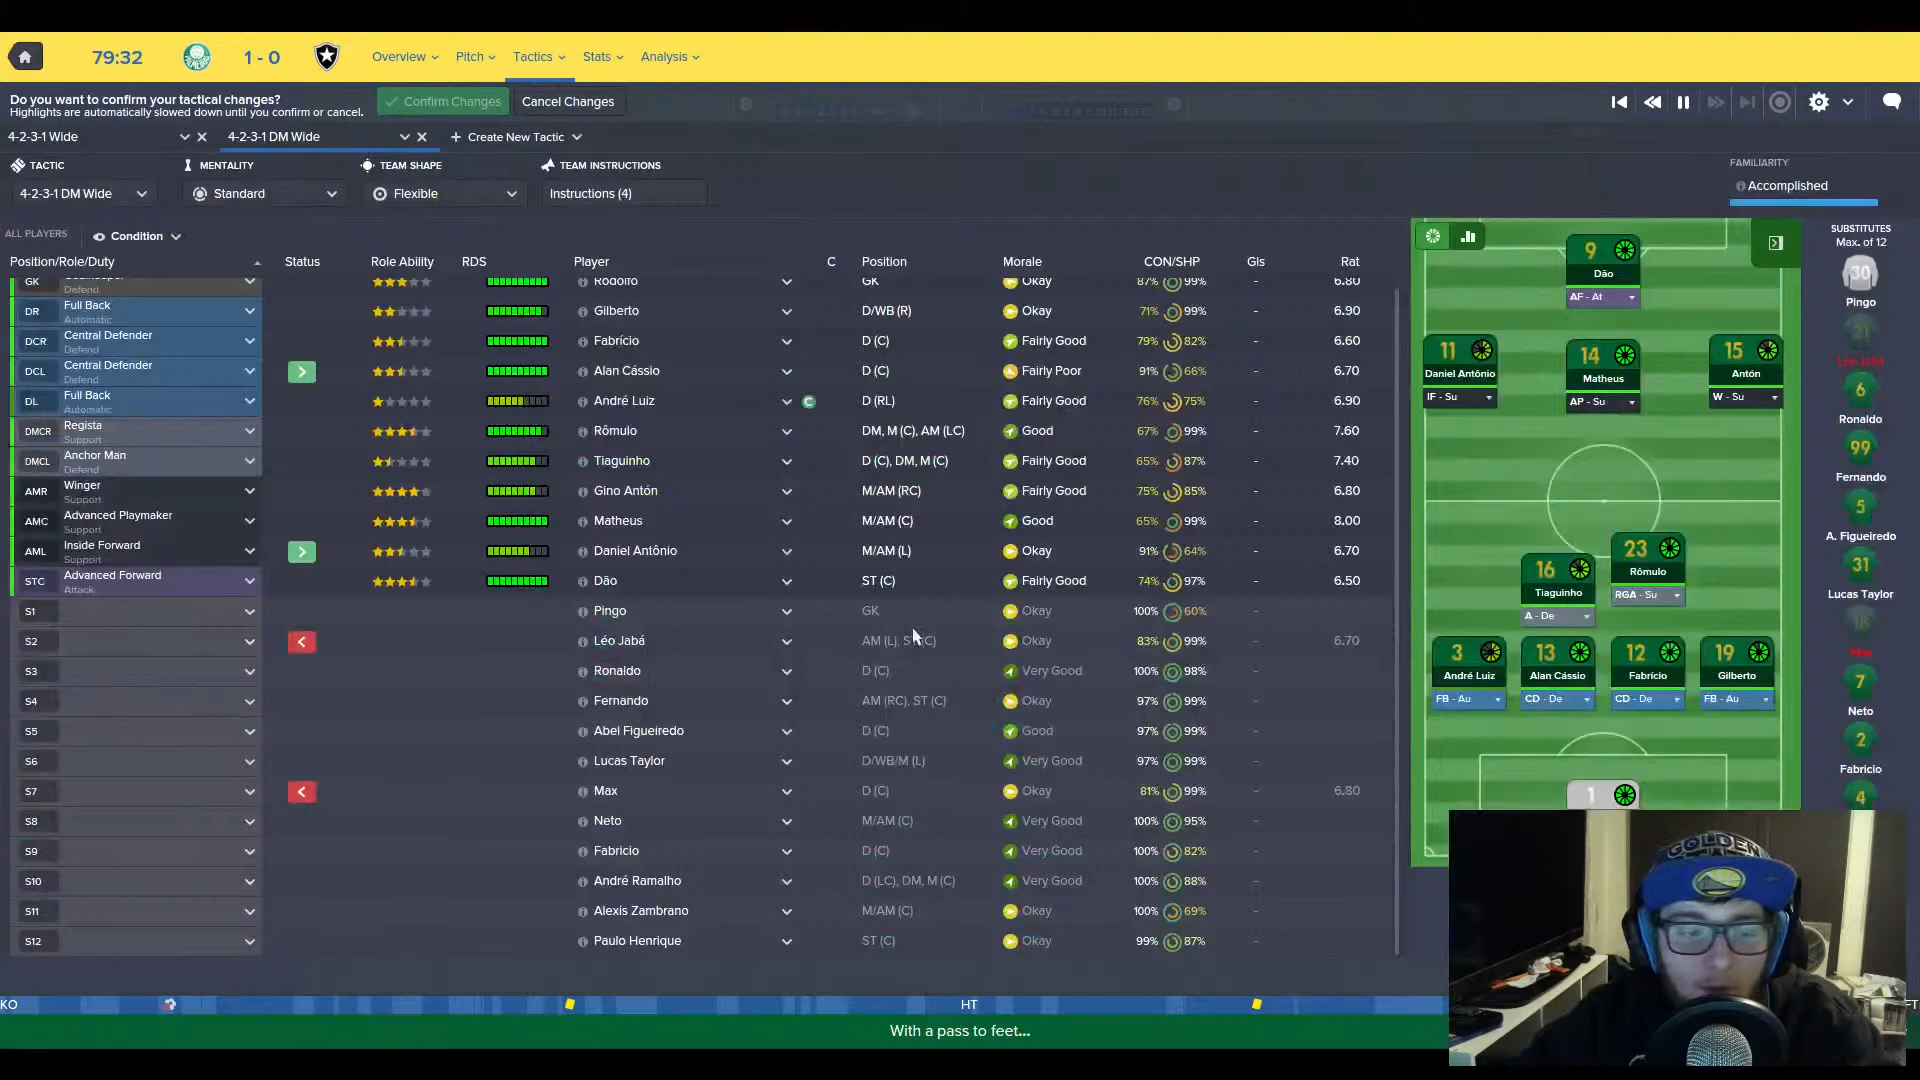 79:32 1 - 0 Overview Pitch Tactics Stats Analysis
Do you want to confirm your tactical changes?
Highlights are automatically slowed down until you confirm or cancel.
Confirm Changes Cancel Changes
4-2-3-1 Wide 4-2-3-1 DM Wide + Create New Tactic
TACTIC MENTALITY TEAM SHAPE TEAM INSTRUCTIONS
4-2-3-1 DM Wide Standard Flexible Instructions (4)
FAMILIARITY
Accomplished
ALL PLAYERS Condition
Position/Role/Duty Status Role Ability RDS Player C Position Morale CON/SHP Gls Rat
GK Defend Rodolfo GK Okay 87% 99% - 6.80
DR Full Back Automatic Gilberto D/WB (R) Okay 71% 99% - 6.90
DCR Central Defender Defend Fabrício D (C) Fairly Good 79% 82% - 6.60
DCL Central Defender Defend Alan Cássio D (C) Fairly Poor 91% 66% - 6.70
DL Full Back Automatic André Luiz C D (RL) Fairly Good 76% 75% - 6.90
DMCR Regista Support Rômulo DM, M (C), AM (LC) Good 67% 99% - 7.60
DMCL Anchor Man Defend Tiaguinho D (C), DM, M (C) Fairly Good 65% 87% - 7.40
AMR Winger Support Gino Antón M/AM (RC) Fairly Good 75% 85% - 6.80
AMC Advanced Playmaker Support Matheus M/AM (C) Good 65% 99% - 8.00
AML Inside Forward Support Daniel Antônio M/AM (L) Okay 91% 64% - 6.70
STC Advanced Forward Attack Dão ST (C) Fairly Good 74% 97% - 6.50
S1 Pingo GK Okay 100% 60% -
S2 Léo Jabá AM (L), S (C) Okay 83% 99% - 6.70
S3 Ronaldo D (C) Very Good 100% 98% -
S4 Fernando AM (RC), ST (C) Okay 97% 99% -
S5 Abel Figueiredo D (C) Good 97% 99% -
S6 Lucas Taylor D/WB/M (L) Very Good 97% 99% -
S7 Max D (C) Okay 81% 99% - 6.80
S8 Neto M/AM (C) Very Good 100% 95% -
S9 Fabricio D (C) Very Good 100% 82% -
S10 André Ramalho D (LC), DM, M (C) Very Good 100% 88% -
S11 Alexis Zambrano M/AM (C) Okay 100% 69% -
S12 Paulo Henrique ST (C) Okay 99% 87% -
9
Dão
AF - At
11 14 15
Daniel Antônio Matheus Antón
IF - Su AP - Su W - Su
16 23
Tiaguinho Rômulo
A - De RGA - Su
3 13 12 19
André Luiz Alan Cássio Fabrício Gilberto
FB - Au CD - De CD - De FB - Au
1
SUBSTITUTES
Max. of 12
30
Pingo
21
Léo Jabá
6
Ronaldo
99
Fernando
5
A. Figueiredo
31
Lucas Taylor
18
Max
7
Neto
2
Fabricio
4
KO HT FT
With a pass to feet...
GOLDEN